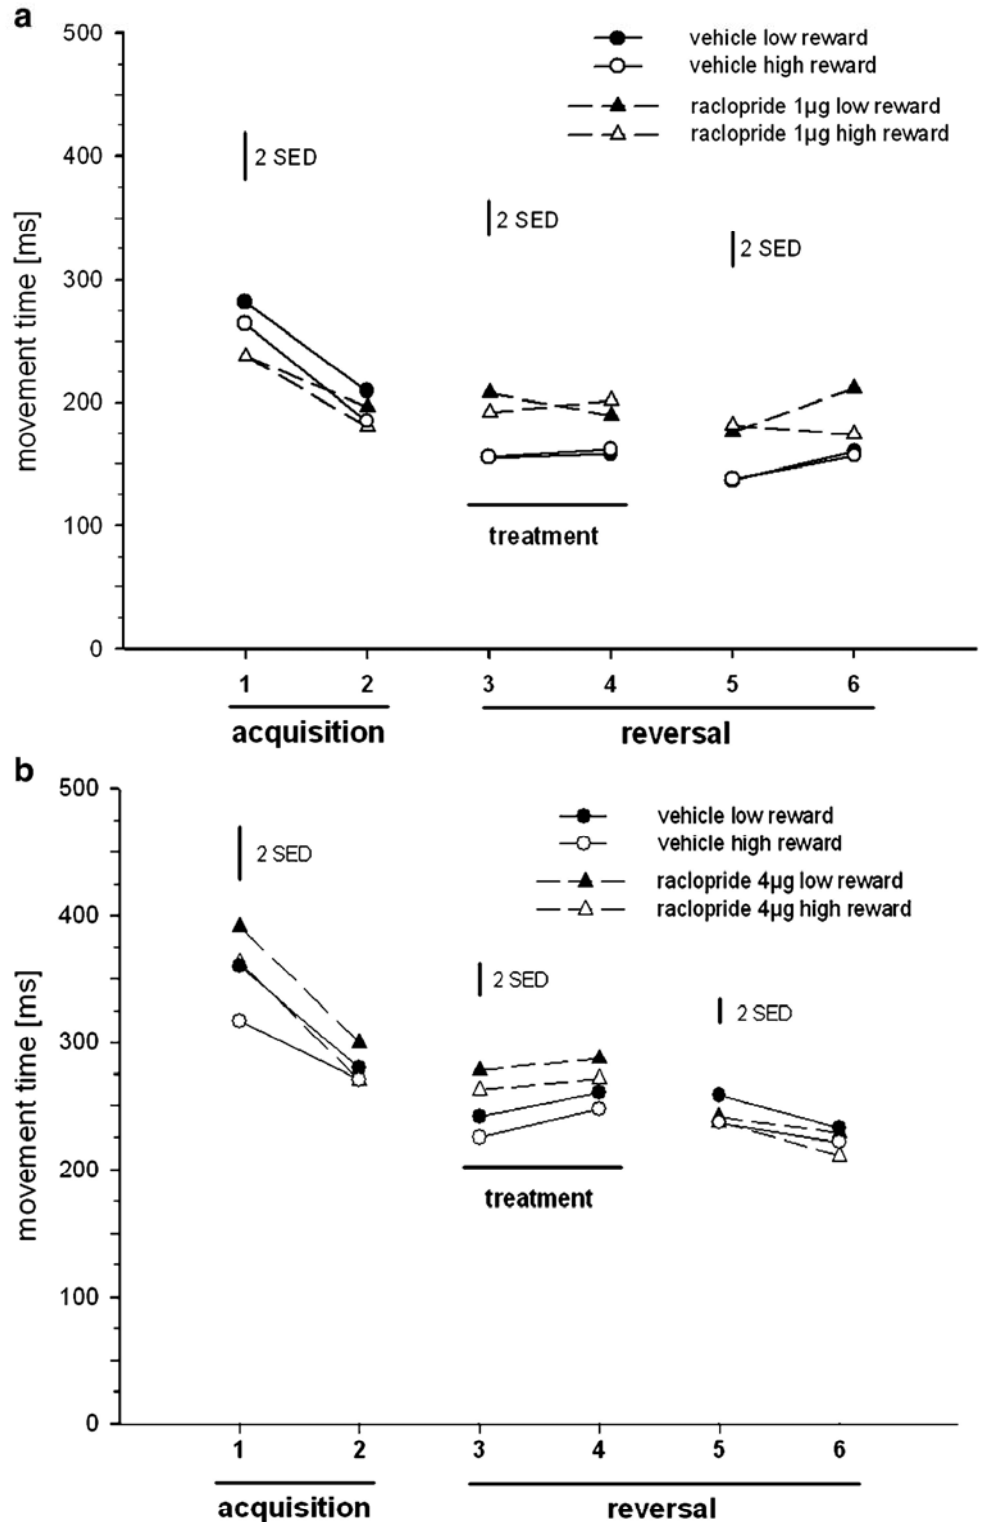 a
500
400
300
200
100
0
movement time [ms]
vehicle low reward
vehicle high reward
raclopride 1µg low reward
raclopride 1µg high reward
2 SED
2 SED
2 SED
treatment
1 2 3 4 5 6
acquisition reversal
b
500
400
300
200
100
0
movement time [ms]
vehicle low reward
vehicle high reward
raclopride 4µg low reward
raclopride 4µg high reward
2 SED
2 SED
2 SED
treatment
1 2 3 4 5 6
acquisition reversal